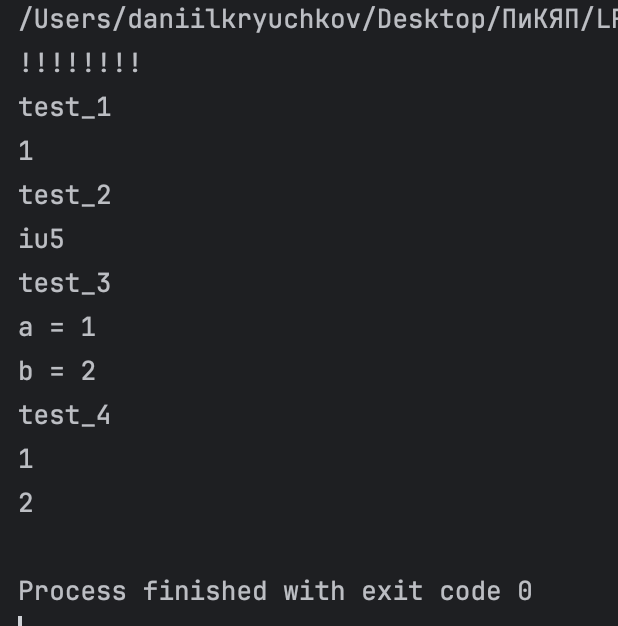 /Users/daniilkryuchkov/Desktop/ПиКЯП/LF
!!!!!!!!
test_1
1
test_2
iu5
test_3
a = 1
b = 2
test_4
1
2
Process finished with exit code 0